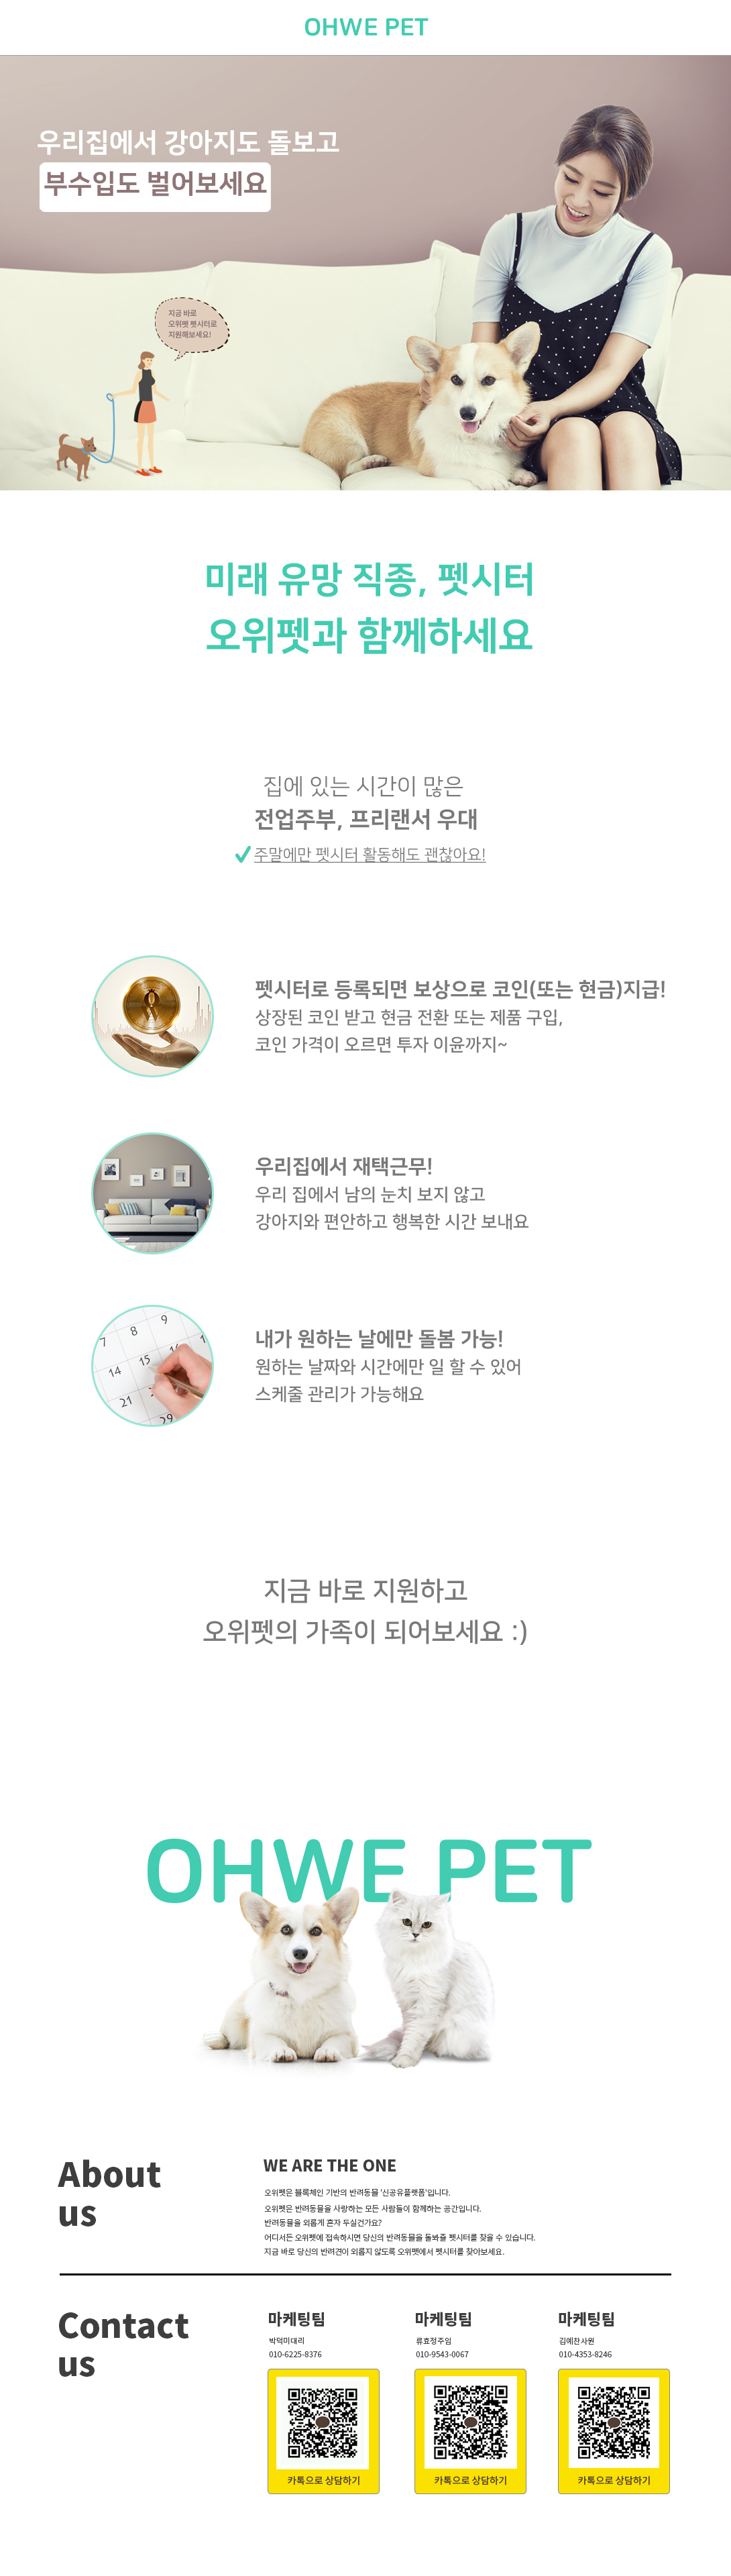 OHWE PET
우리집에서 강아지도 돌보고
부수입도 벌어보세요
지금 바로
오위펫 펫시터로
지원해보세요!
미래 유망 직종, 펫시터
오위펫과 함께하세요
집에 있는 시간이 많은
전업주부, 프리랜서 우대
주말에만 펫시터 활동해도 괜찮아요!
펫시터로 등록되면 보상으로 코인(또는 현금)지급!
상장된 코인 받고 현금 전환 또는 제품 구입,
코인 가격이 오르면 투자 이윤까지~
우리집에서 재택근무!
우리 집에서 남의 눈치 보지 않고
강아지와 편안하고 행복한 시간 보내요
7 8 9
14 15
21
29
내가 원하는 날에만 돌봄 가능!
원하는 날짜와 시간에만 일 할 수 있어
스케줄 관리가 가능해요
지금 바로 지원하고
오위펫의 가족이 되어보세요 :)
OHWE PET
About
us
WE ARE THE ONE
오위펫은 블록체인 기반의 반려동물 '신공유플랫폼'입니다.
오위펫은 반려동물을 사랑하는 모든 사람들이 함께하는 공간입니다.
반려동물을 외롭게 혼자 두실건가요?
어디서든 오위펫에 접속하시면 당신의 반려동물을 돌봐줄 펫시터를 찾을 수 있습니다.
지금 바로 당신의 반려견이 외롭지 않도록 오위펫에서 펫시터를 찾아보세요.
Contact
us
마케팅팀
박덕미대리
010-6225-8376
카톡으로 상담하기
마케팅팀
류효정주임
010-9543-0067
카톡으로 상담하기
마케팅팀
김예찬사원
010-4353-8246
카톡으로 상담하기